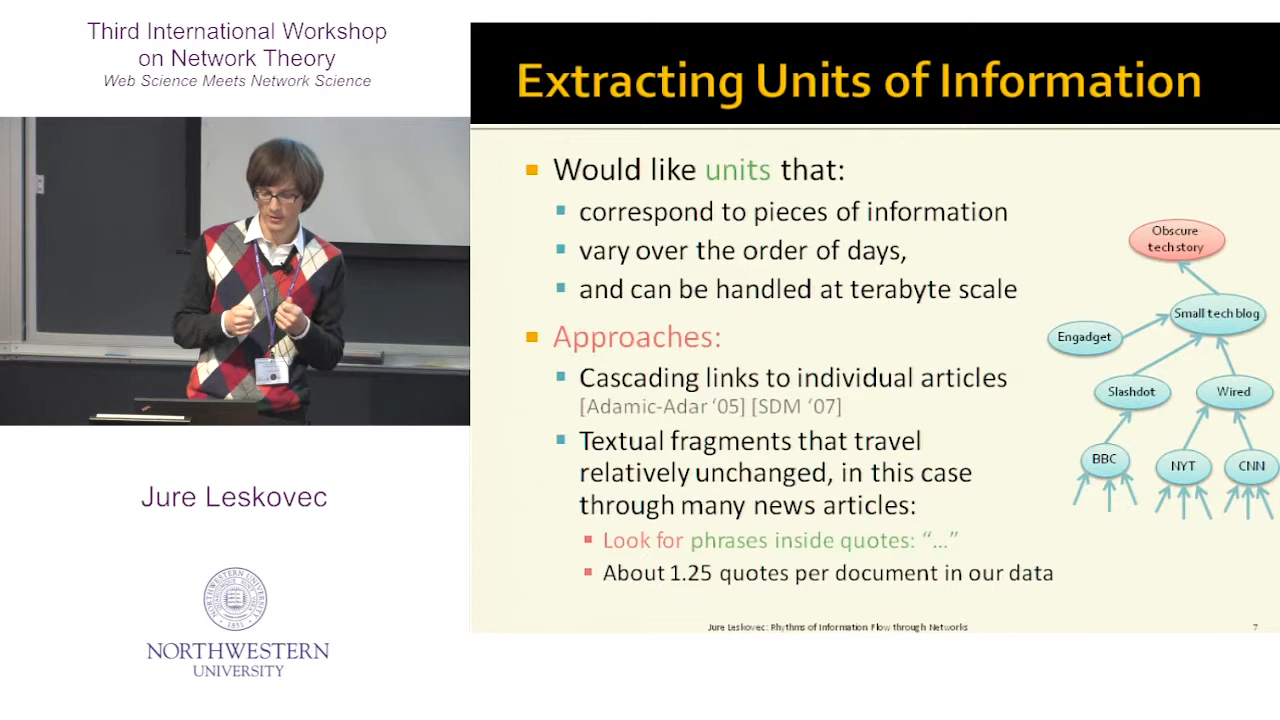 Third International Workshop
on Network Theory
Web Science Meets Network Science
Extracting Units of Information
Would like units that:
correspond to pieces of information
vary over the order of days,
and can be handled at terabyte scale
Approaches:
Cascading links to individual articles
[Adamic-Adar ‘05] [SDM ‘07]
Textual fragments that travel
relatively unchanged, in this case
through many news articles:
Look for phrases inside quotes: “…”
About 1.25 quotes per document in our data
Obscure
tech story
Small tech blog
Engadget
Slashdot
Wired
BBC
NYT
CNN
Jure Leskovec: Rhythms of Information Flow through Networks
7
Jure Leskovec
NORTHWESTERN
UNIVERSITY